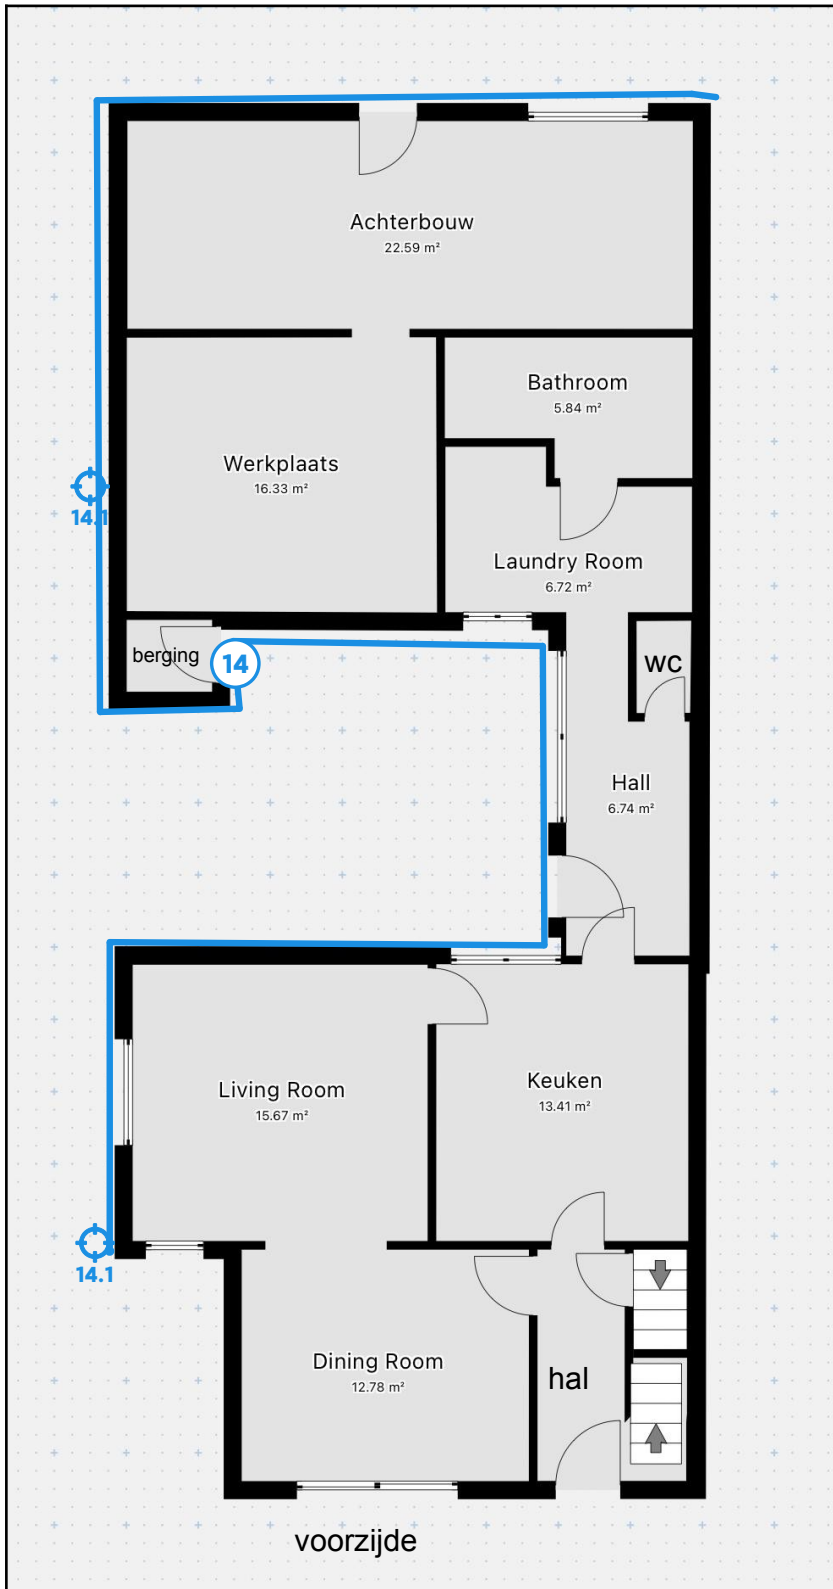 Achterbouw
22.59 m²
Bathroom
5.84 m²
Werkplaats
16.33 m²
14.1
Laundry Room
6.72 m²
berging
14
WC
Hall
6.74 m²
Living Room
15.67 m²
Keuken
13.41 m²
14.1
Dining Room
12.78 m²
hal
voorzijde